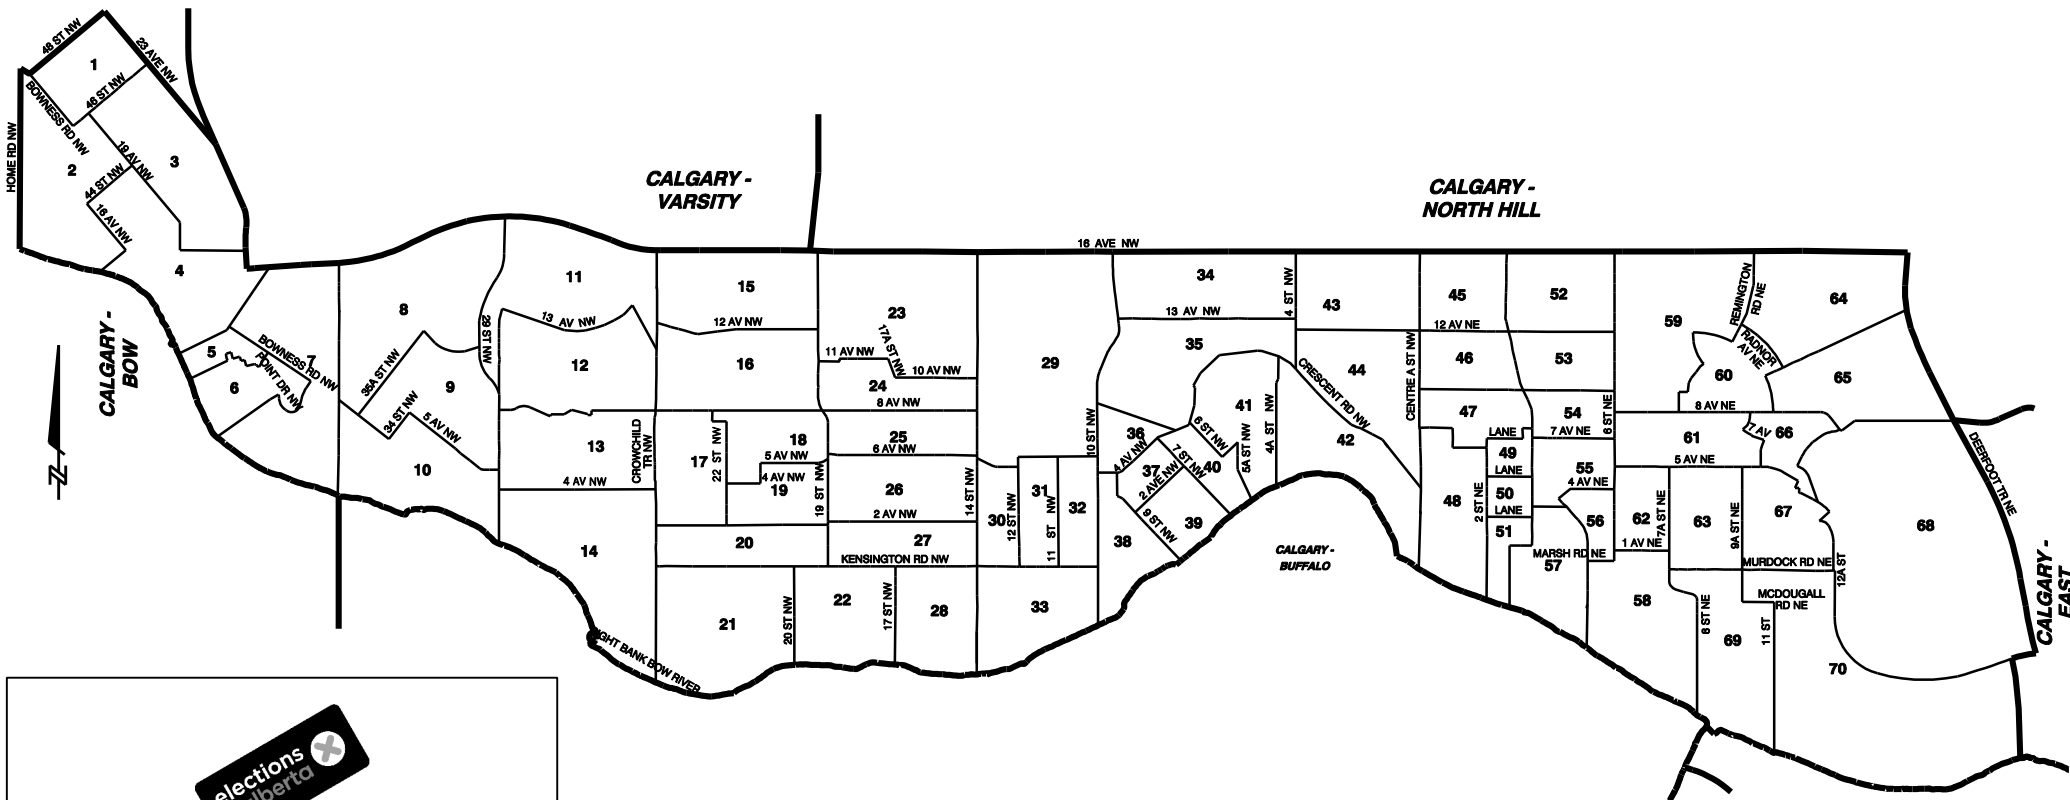 48 ST NW
23 AVE NW
1
46 ST NW
BOWNESS RD NW
HOME RD NW
2
19 AV NW
3
44 ST NW
16 AV NW
4
CALGARY -
BOW
5
POINT DR NW
BOWNESS RD NW
6
7
8
35A ST NW
9
29 ST NW
34 ST NW
5 AV NW
10
CALGARY -
VARSITY
11
13 AV NW
12
13
CROWCHILD
TR NW
4 AV NW
14
RIGHT BANK BOW RIVER
15
12 AV NW
16
17
22 ST NW
18
5 AV NW
4 AV NW
19
19 ST NW
20
21
20 ST NW
22
17 ST NW
23
17A ST NW
11 AV NW
10 AV NW
24
8 AV NW
25
6 AV NW
26
14 ST NW
2 AV NW
27
KENSINGTON RD NW
28
CALGARY -
NORTH HILL
16 AVE NW
29
10 ST NW
30
12 ST NW
31
11 ST NW
32
33
34
4 ST NW
13 AV NW
35
36
4 AV NW
37
2 AVE NW
7 ST NW
6 ST NW
40
5A ST NW
41
4A ST NW
38
9 ST NW
39
CALGARY -
BUFFALO
42
CRESCENT RD NW
43
44
CENTRE A ST NW
45
12 AV NE
46
47
48
2 ST NE
LANE
49
LANE
50
LANE
51
52
53
54
6 ST NE
7 AV NE
55
4 AV NE
56
MARSH RD NE
57
58
59
REMINGTON
RD NE
RADNOR
AV NE
60
8 AV NE
61
7 AV
66
5 AV NE
62
7A ST NE
1 AV NE
63
9A ST NE
64
65
67
MURDOCK RD NE
12A ST
MCDOUGALL
RD NE
8 ST NE
69
11 ST
70
68
DEERFOOT TR NE
CALGARY -
EAST
elections
Alberta